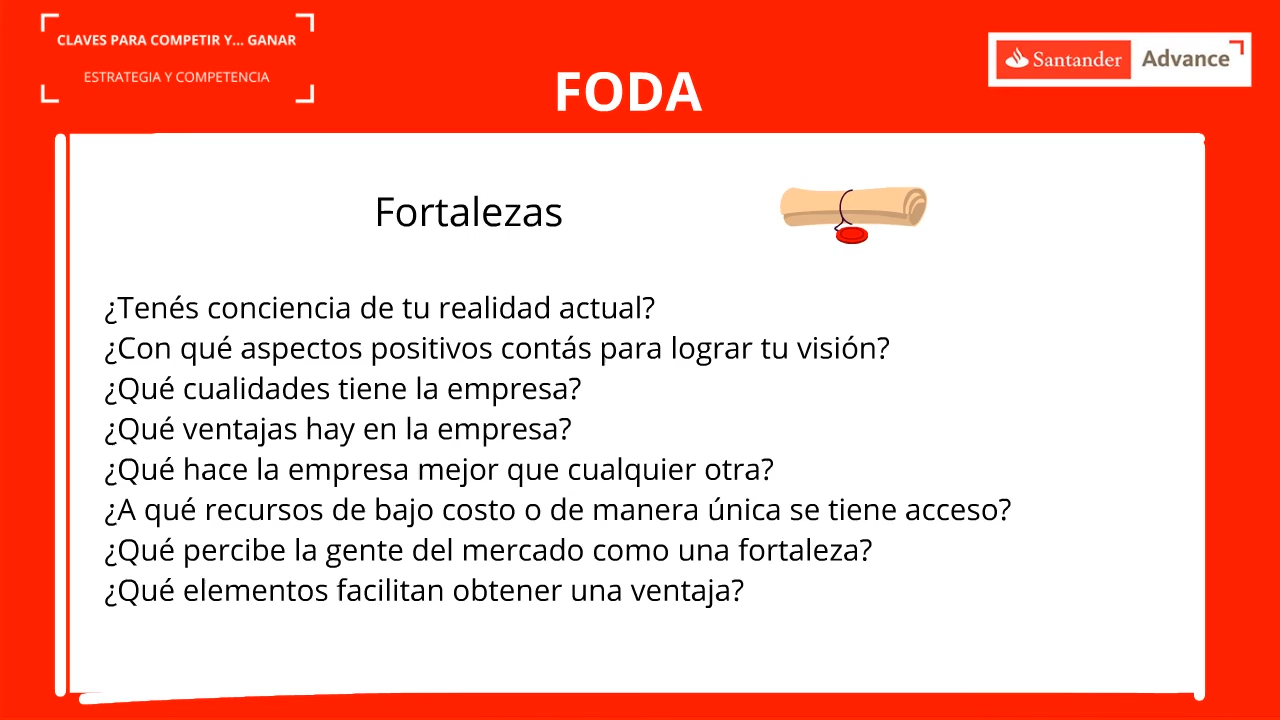 CLAVES PARA COMPETIR Y... GANAR
ESTRATEGIA Y COMPETENCIA
Santander Advance
FODA
Fortalezas
¿Tenés conciencia de tu realidad actual?
¿Con qué aspectos positivos contás para lograr tu visión?
¿Qué cualidades tiene la empresa?
¿Qué ventajas hay en la empresa?
¿Qué hace la empresa mejor que cualquier otra?
¿A qué recursos de bajo costo o de manera única se tiene acceso?
¿Qué percibe la gente del mercado como una fortaleza?
¿Qué elementos facilitan obtener una ventaja?